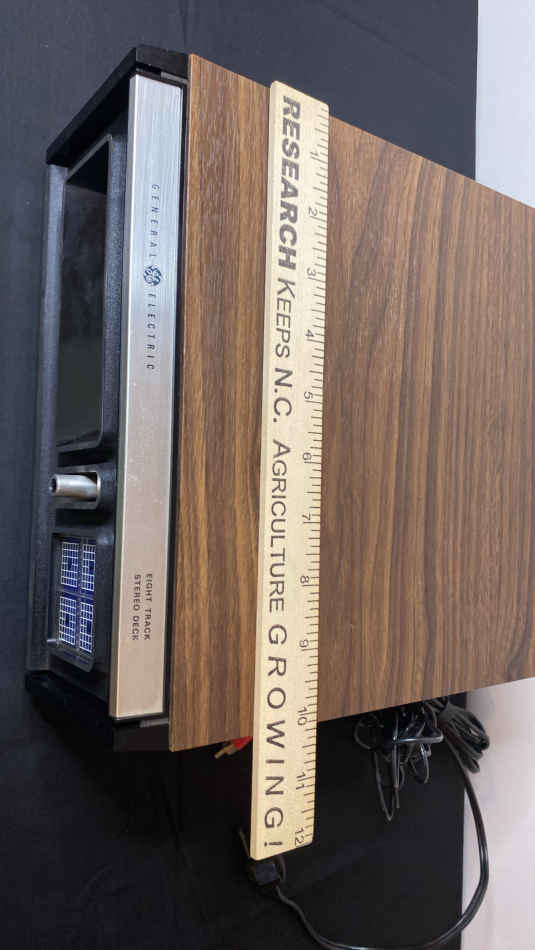 GENERAL GE ELECTRIC
EIGHT TRACK
STEREO DECK
RESEARCH KEEPS N.C. AGRICULTURE GROWING!
1 2 3 4 5 6 7 8 9 10 11 12